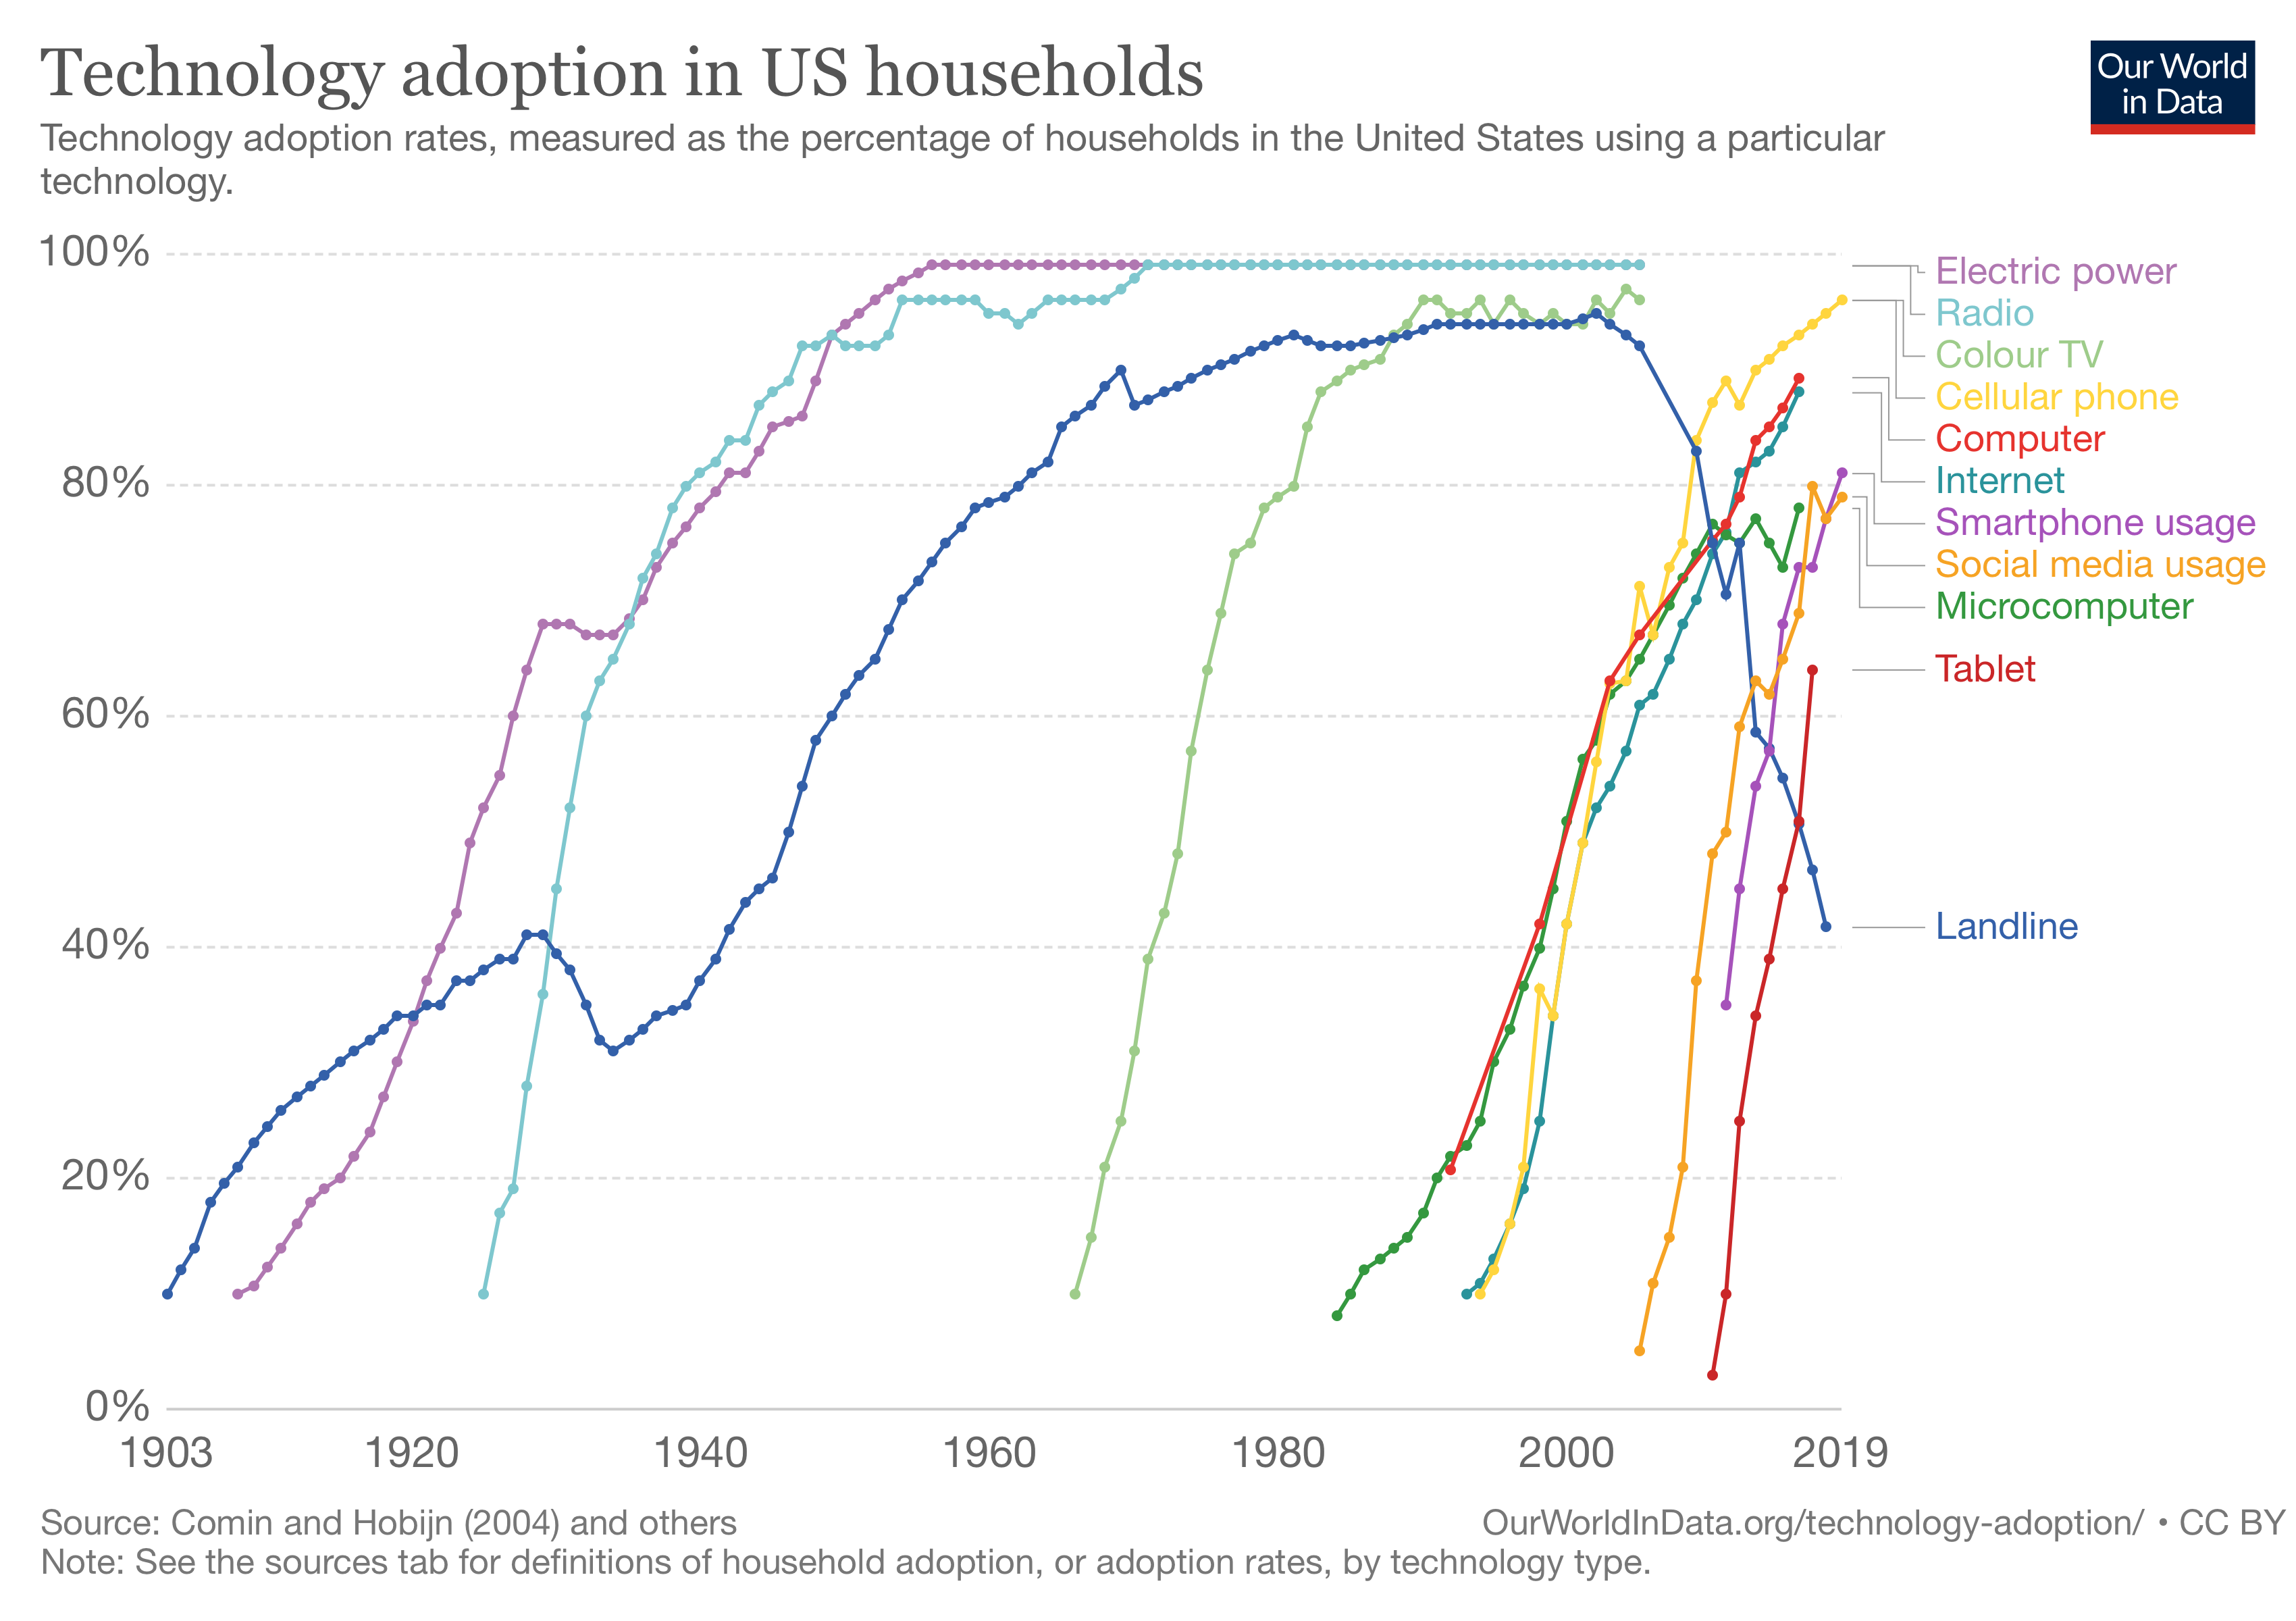 Technology adoption in US households
Our World
in Data
Technology adoption rates, measured as the percentage of households in the United States using a particular
technology.
100%
80%
60%
40%
20%
0%
Electric power
Radio
Colour TV
Cellular phone
Computer
Internet
Smartphone usage
Social media usage
Microcomputer
Tablet
Landline
1903 1920 1940 1960 1980 2000 2019
Source: Comin and Hobijn (2004) and others
OurWorldInData.org/technology-adoption/ • CC BY
Note: See the sources tab for definitions of household adoption, or adoption rates, by technology type.